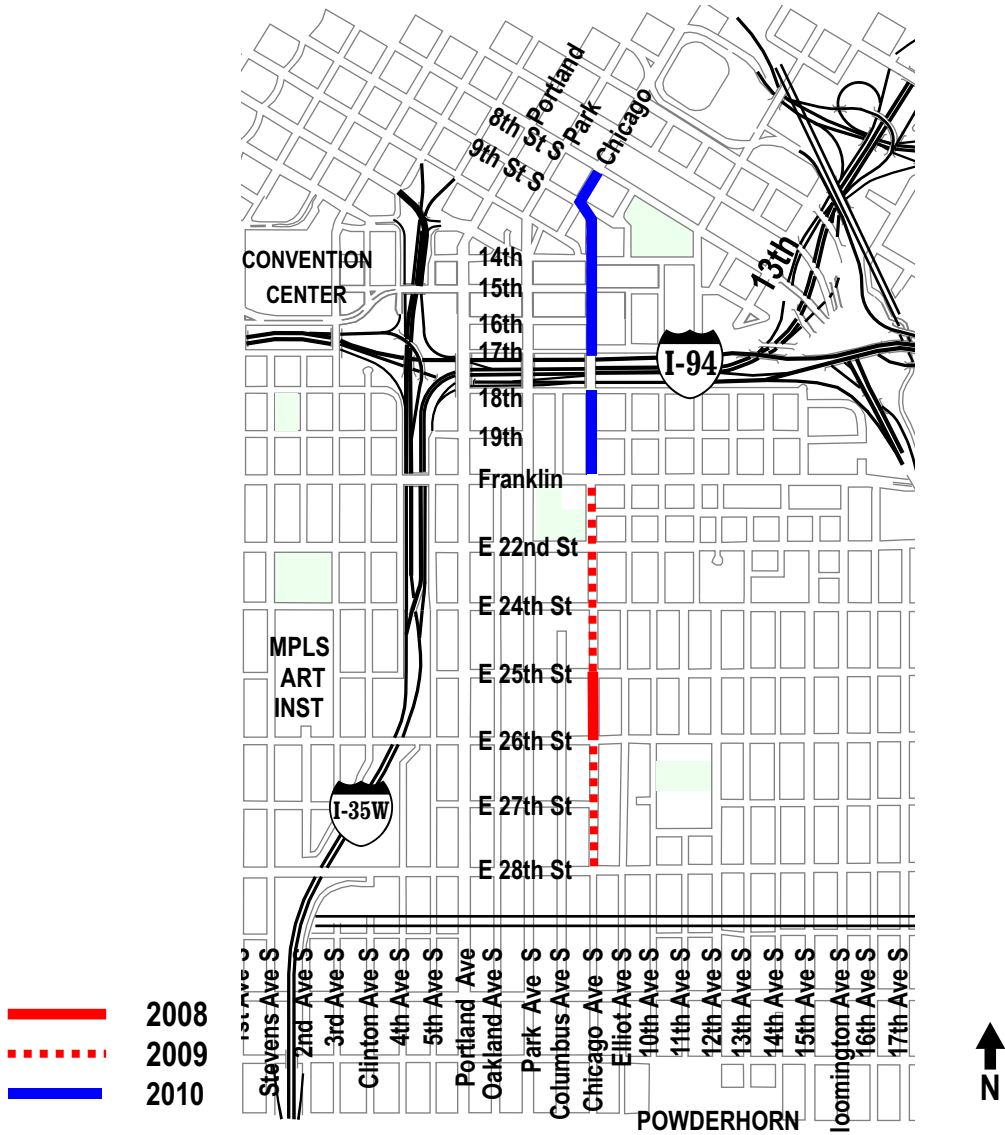 Portland
Park
Chicago
8th St S
9th St S
13th
CONVENTION
CENTER
14th
15th
16th
17th
I-94
18th
19th
Franklin
E 22nd St
E 24th St
MPLS
ART
INST
E 25th St
E 26th St
I-35W
E 27th St
E 28th St
1st Ave S
Stevens Ave S
2nd Ave S
3rd Ave S
Clinton Ave S
4th Ave S
5th Ave S
Portland Ave
Oakland Ave S
Park Ave S
Columbus Ave S
Chicago Ave S
Elliot Ave S
10th Ave S
11th Ave S
12th Ave S
13th Ave S
14th Ave S
15th Ave S
loomington Ave S
16th Ave S
17th Ave S
2008
2009
2010
POWDERHORN
N